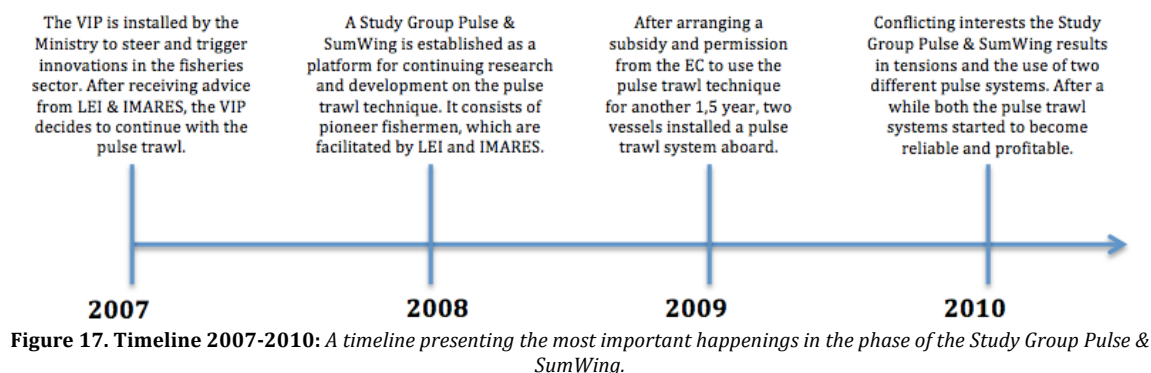 The VIP is installed by the
Ministry to steer and trigger
innovations in the fisheries
sector. After receiving advice
from LEI & IMARES, the VIP
decides to continue with the
pulse trawl.
A Study Group Pulse &
SumWing is established as a
platform for continuing research
and development on the pulse
trawl technique. It consists of
pioneer fishermen, which are
facilitated by LEI and IMARES.
After arranging a
subsidy and permission
from the EC to use the
pulse trawl technique
for another 1,5 year, two
vessels installed a pulse
trawl system aboard.
Conflicting interests the Study
Group Pulse & SumWing results
in tensions and the use of two
different pulse systems. After a
while both the pulse trawl
systems started to become
reliable and profitable.
2007
2008
2009
2010
Figure 17. Timeline 2007-2010: A timeline presenting the most important happenings in the phase of the Study Group Pulse &
SumWing.